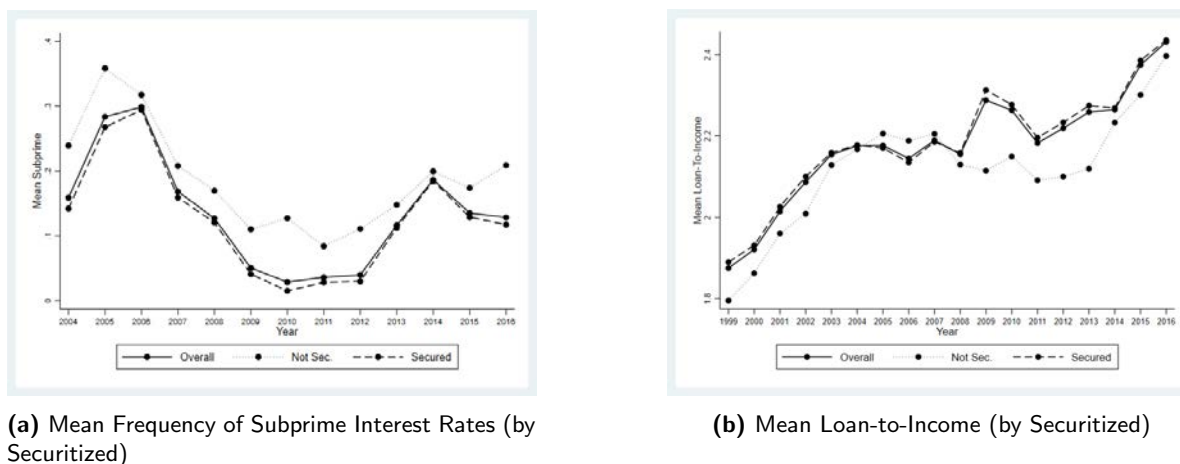 .4
.3
.2
.1
0
Mean Subprime
2004 2005 2006 2007 2008 2009 2010 2011 2012 2013 2014 2015 2016
Year
Overall Not Sec. Secured
(a) Mean Frequency of Subprime Interest Rates (by
Securitized)
2.4
2.2
2
1.8
Mean Loan-To-Income
1999 2000 2001 2002 2003 2004 2005 2006 2007 2008 2009 2010 2011 2012 2013 2014 2015 2016
Year
Overall Not Sec. Secured
(b) Mean Loan-to-Income (by Securitized)